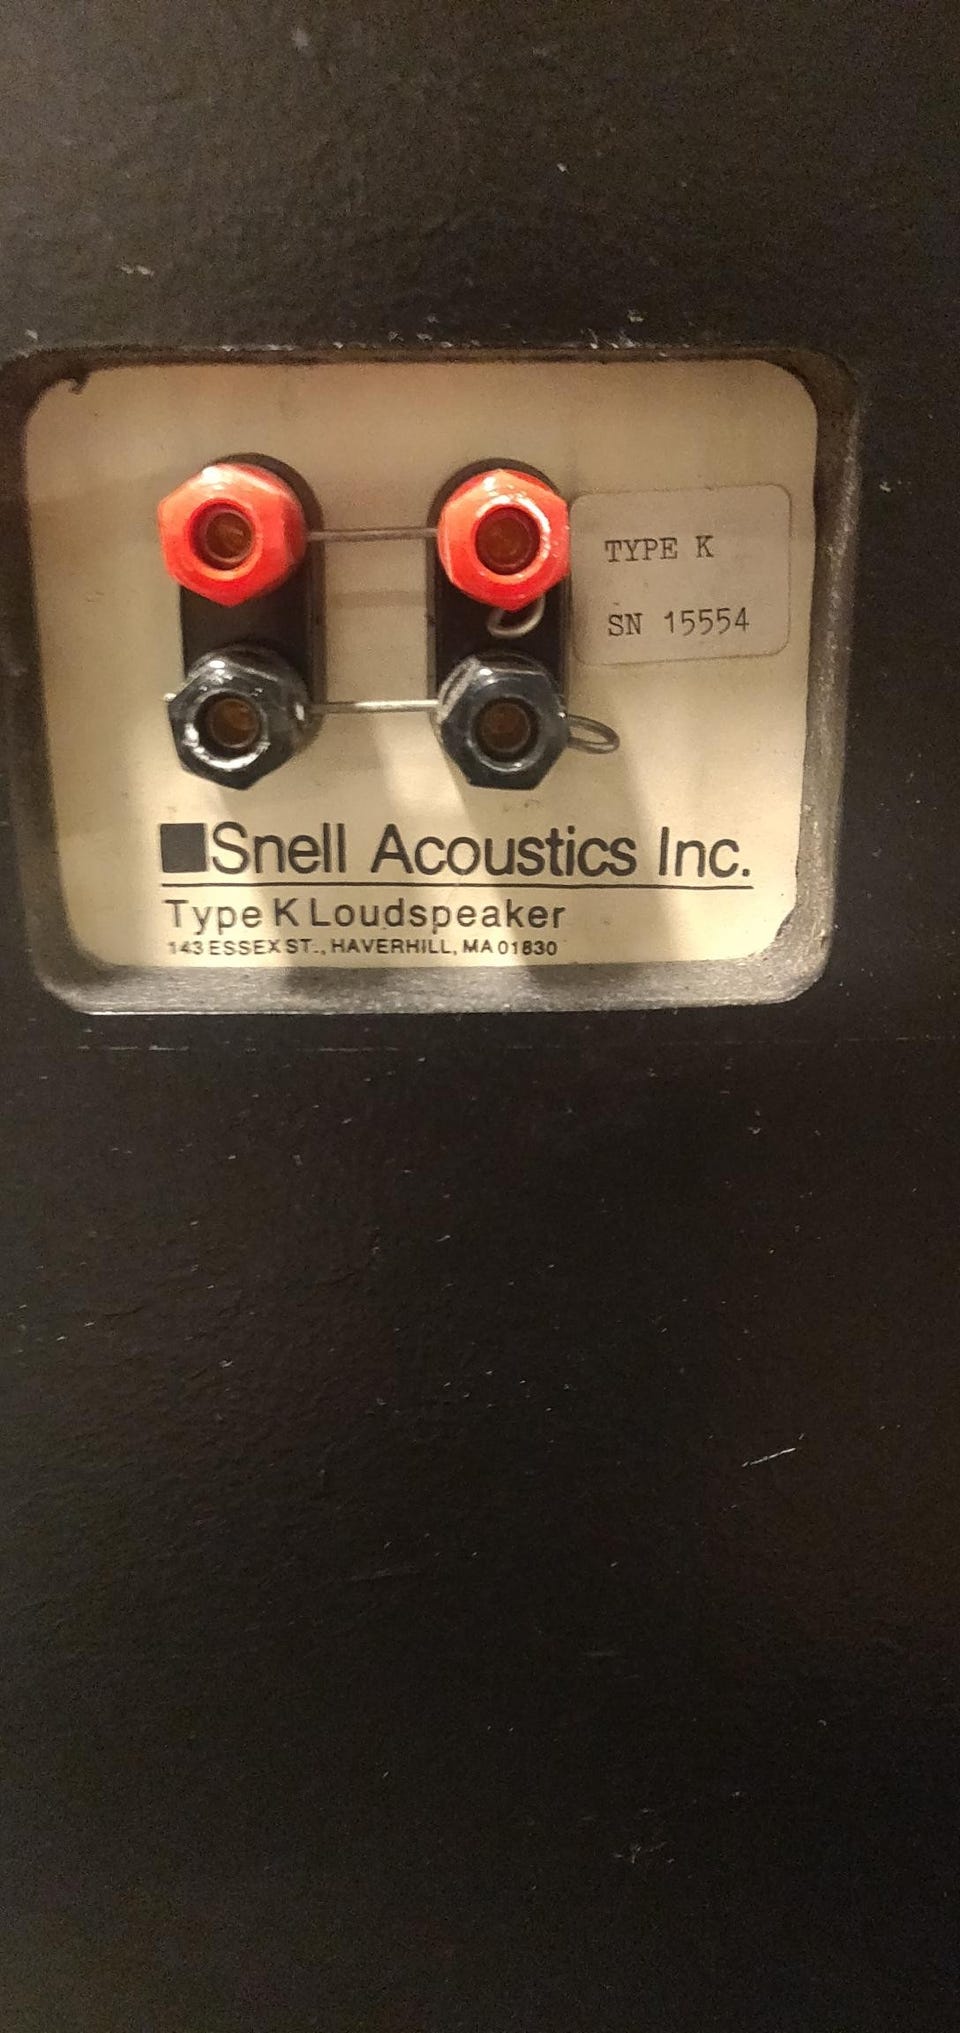 TYPE K
SN 15554
Snell Acoustics Inc.
Type K Loudspeaker
143 ESSEX ST., HAVERHILL, MA 01830